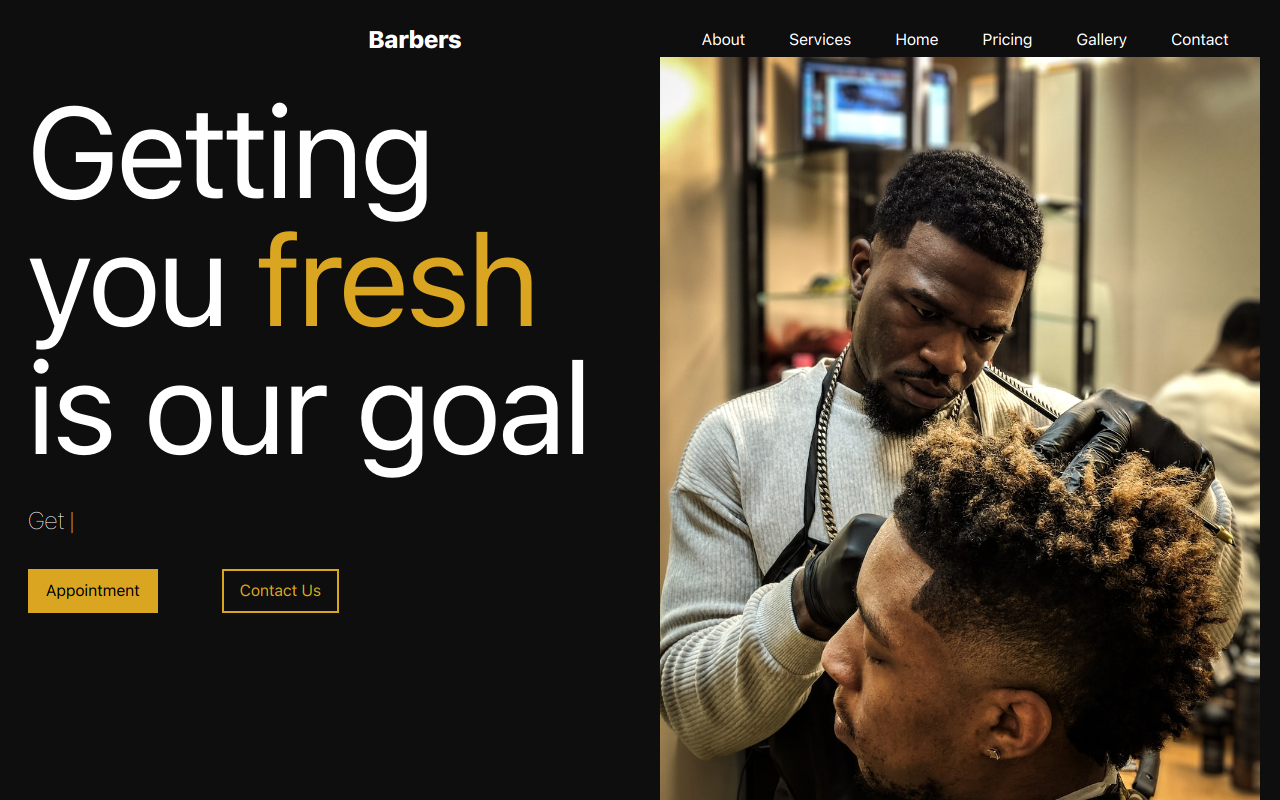 Barbers
About Services Home Pricing Gallery Contact
Getting
you fresh
is our goal
Get |
Appointment
Contact Us